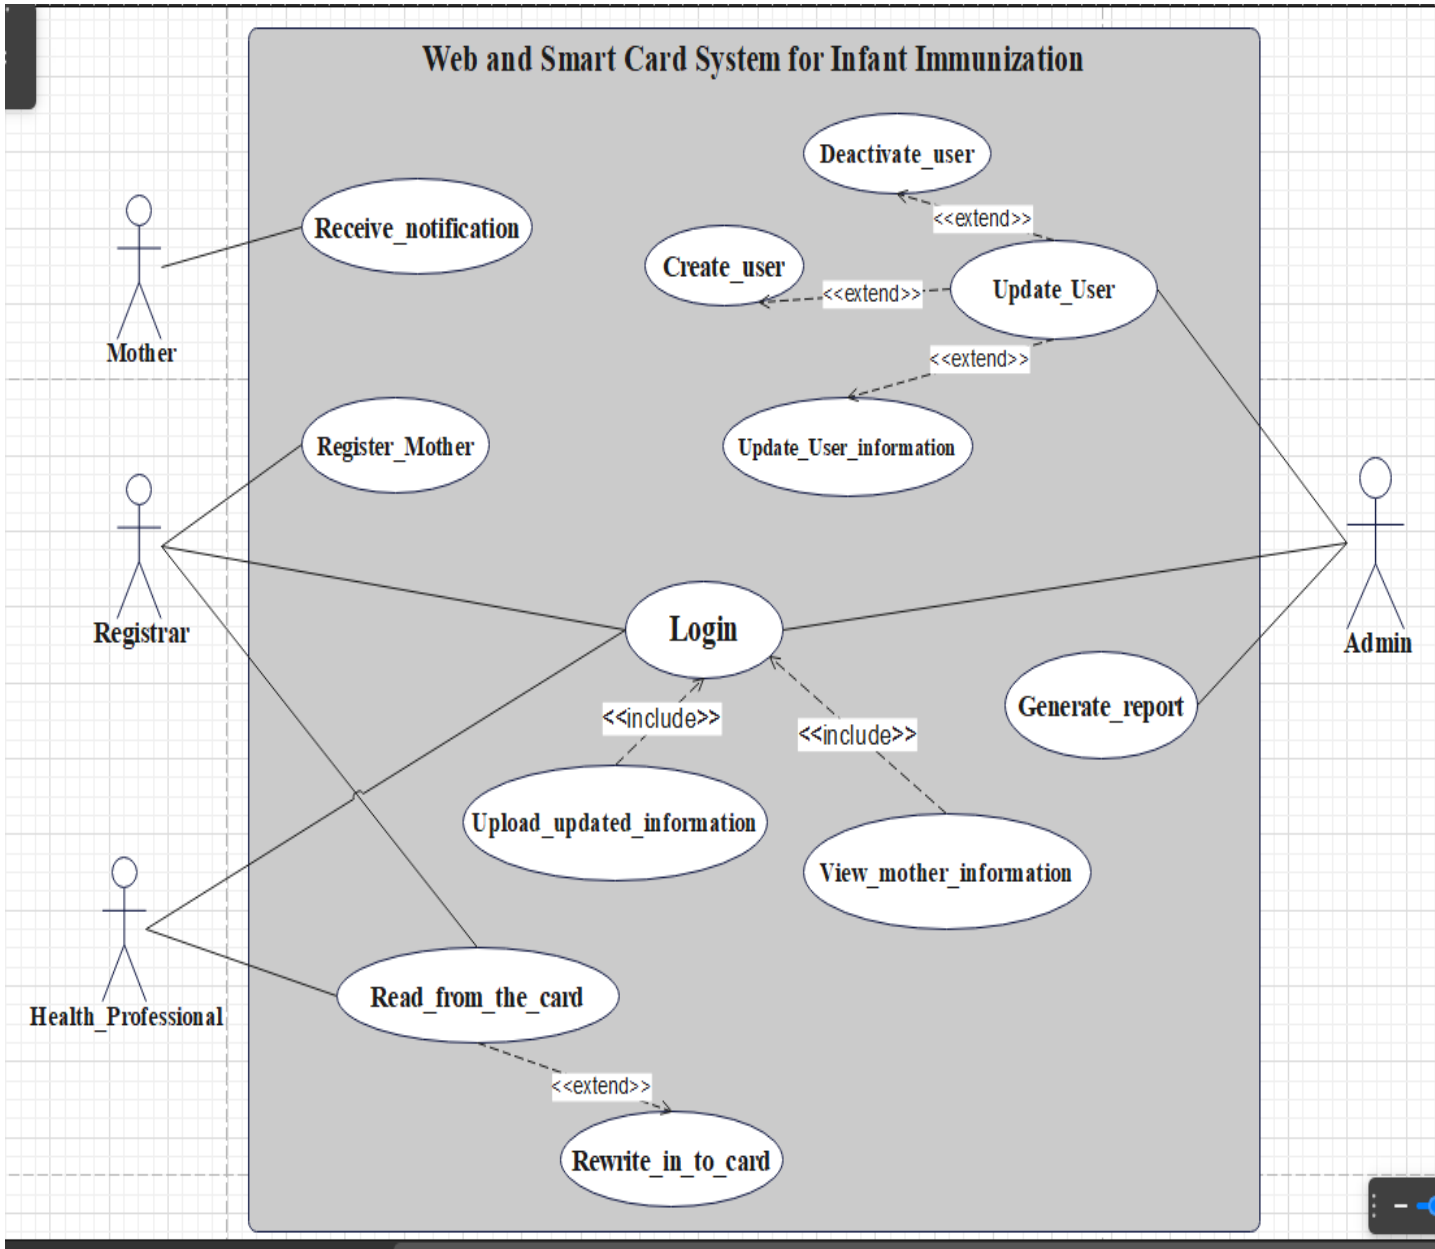 Web and Smart Card System for Infant Immunization
Deactivate_user
<<extend>>
Receive_notification
Create_user
<<extend>>
Update_User
Mother
<<extend>>
Register_Mother
Update_User_information
Registrar
Login
Admin
<<include>>
<<include>>
Generate_report
Upload_updated_information
View_mother_information
Health_Professional
Read_from_the_card
<<extend>>
Rewrite_in_to_card